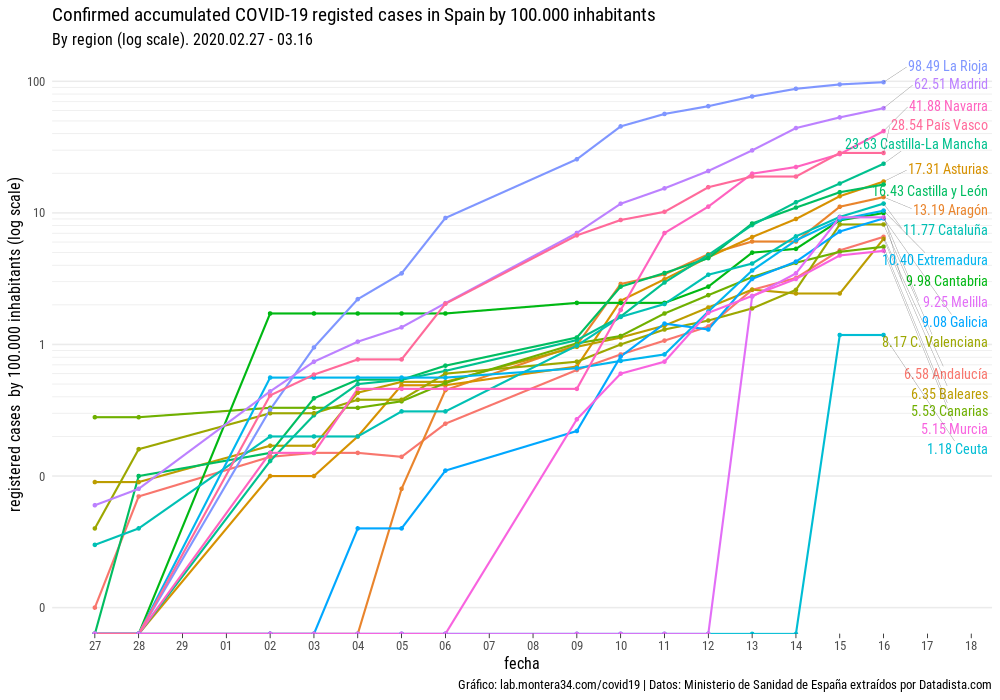 Confirmed accumulated COVID-19 registed cases in Spain by 100.000 inhabitants
By region (log scale). 2020.02.27 - 03.16
registered cases by 100.000 inhabitants (log scale)
100
10
1
0
0
98.49 La Rioja
62.51 Madrid
41.88 Navarra
28.54 País Vasco
23.63 Castilla-La Mancha
17.31 Asturias
16.43 Castilla y León
13.19 Aragón
11.77 Cataluña
10.40 Extremadura
9.98 Cantabria
9.25 Melilla
9.08 Galicia
8.17 C. Valenciana
6.58 Andalucía
6.35 Baleares
5.53 Canarias
5.15 Murcia
1.18 Ceuta
27 28 29 01 02 03 04 05 06 07 08 09 10 11 12 13 14 15 16 17 18
fecha
Gráfico: lab.montera34.com/covid19 | Datos: Ministerio de Sanidad de España extraídos por Datadista.com